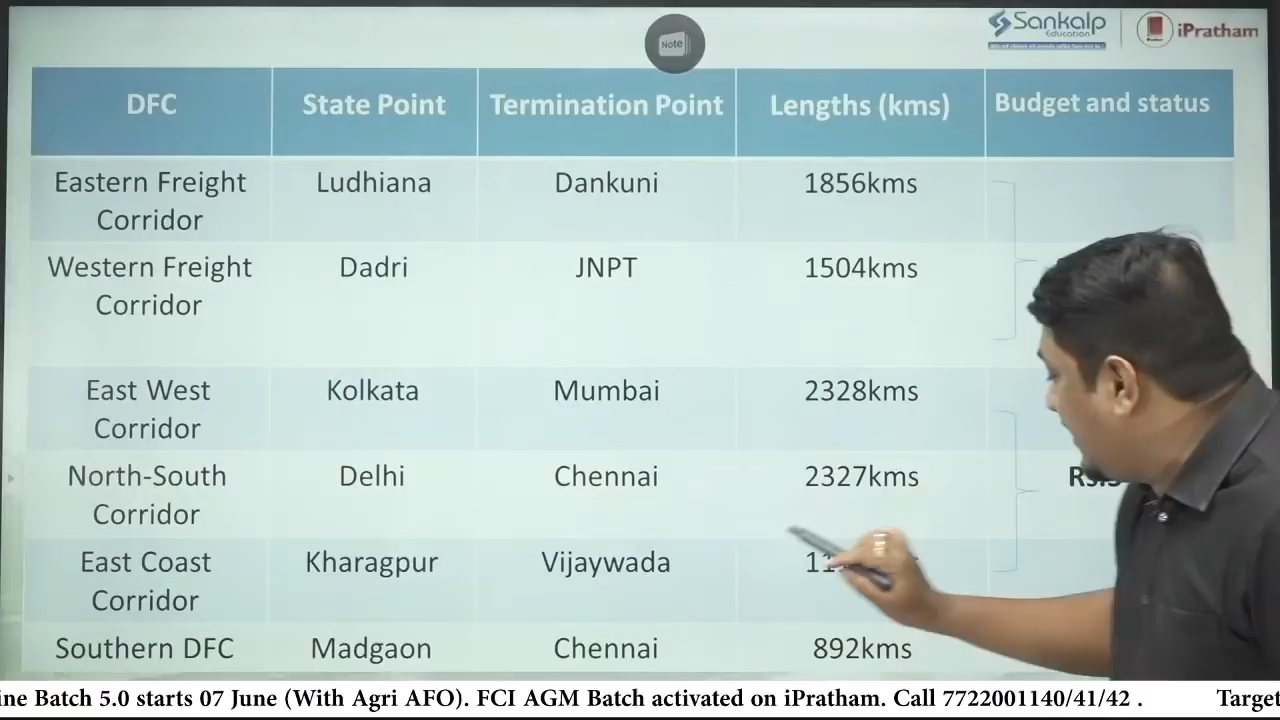 Note
Sankalp
Education
iPratham
DFC State Point Termination Point Lengths (kms) Budget and status
Eastern Freight Ludhiana Dankuni 1856kms
Corridor
Western Freight Dadri JNPT 1504kms
Corridor
East West Kolkata Mumbai 2328kms
Corridor
North-South Delhi Chennai 2327kms
Corridor
East Coast Kharagpur Vijaywada
Corridor
Southern DFC Madgaon Chennai 892kms
ine Batch 5.0 starts 07 June (With Agri AFO). FCI AGM Batch activated on iPratham. Call 7722001140/41/42 . Target